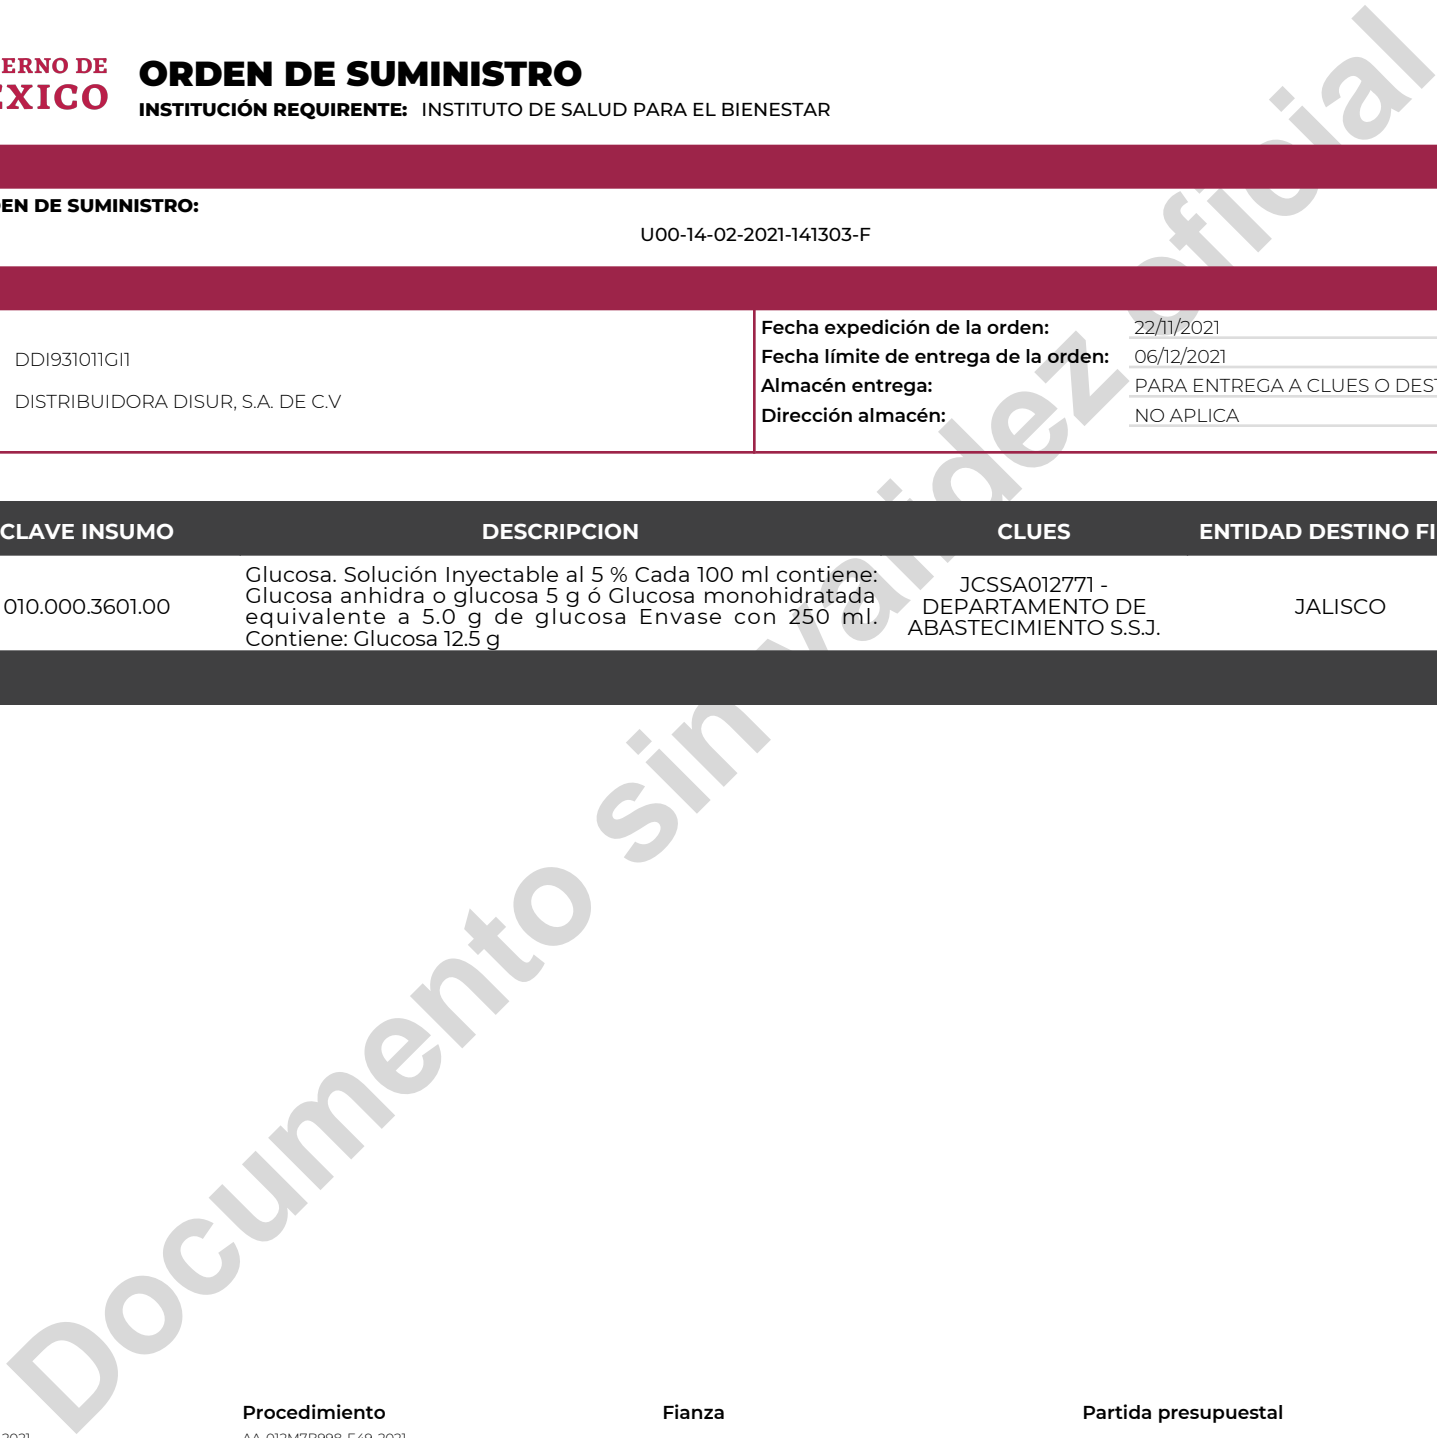 ERNO DE
ÉXICO
ORDEN DE SUMINISTRO
INSTITUCIÓN REQUIRENTE: INSTITUTO DE SALUD PARA EL BIENESTAR
EN DE SUMINISTRO:
U00-14-02-2021-141303-F
DDI931011GI1
DISTRIBUIDORA DISUR, S.A. DE C.V
Fecha expedición de la orden: 22/11/2021
Fecha límite de entrega de la orden: 06/12/2021
Almacén entrega: PARA ENTREGA A CLUES O DEST
Dirección almacén: NO APLICA
CLAVE INSUMO DESCRIPCION CLUES ENTIDAD DESTINO FI
010.000.3601.00
Glucosa. Solución Inyectable al 5 % Cada 100 ml contiene:
Glucosa anhidra o glucosa 5 g ó Glucosa monohidratada
equivalente a 5.0 g de glucosa Envase con 250 ml.
Contiene: Glucosa 12.5 g
JCSSA012771 -
DEPARTAMENTO DE
ABASTECIMIENTO S.S.J.
JALISCO
Documento sin validez oficial
Procedimiento Fianza Partida presupuestal